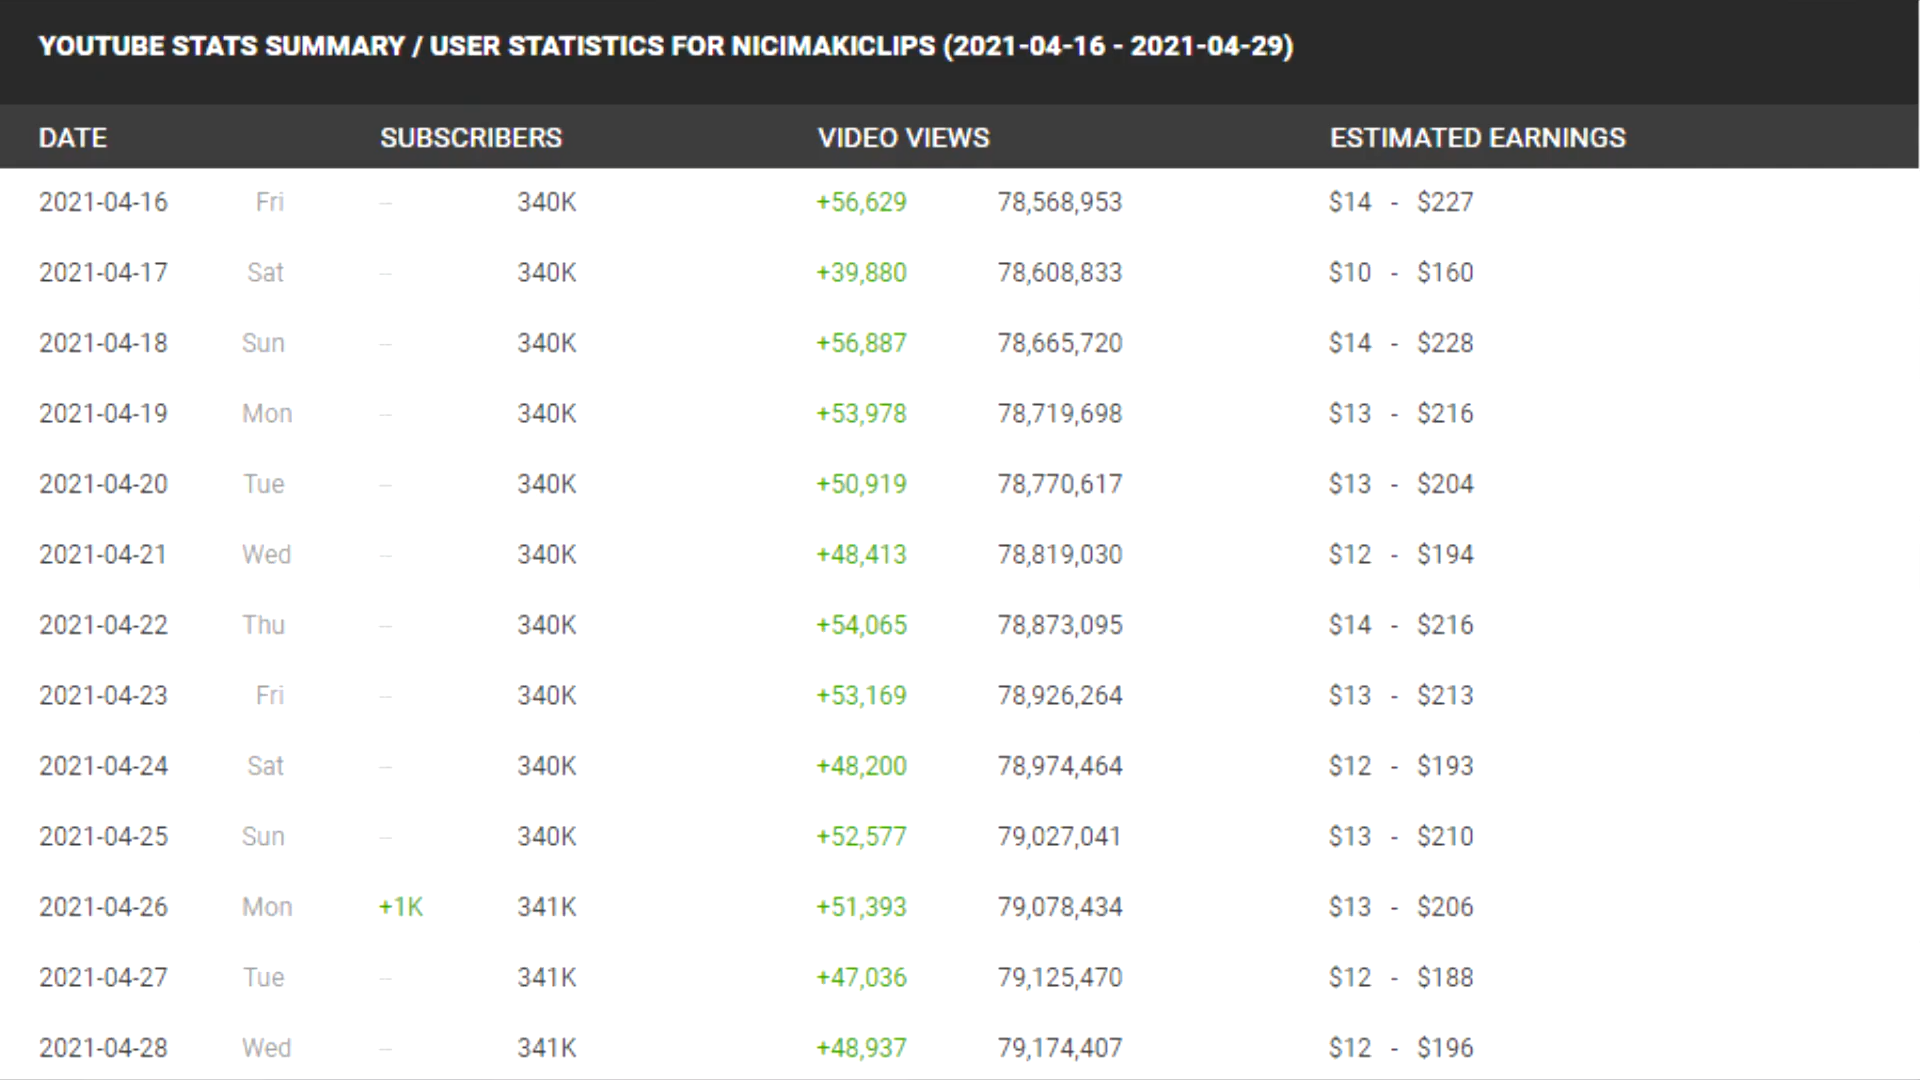 YOUTUBE STATS SUMMARY / USER STATISTICS FOR NICIMAKICLIPS (2021-04-16 - 2021-04-29)
DATE SUBSCRIBERS VIDEO VIEWS ESTIMATED EARNINGS
2021-04-16 Fri -- 340K +56,629 78,568,953 $14 - $227
2021-04-17 Sat -- 340K +39,880 78,608,833 $10 - $160
2021-04-18 Sun -- 340K +56,887 78,665,720 $14 - $228
2021-04-19 Mon -- 340K +53,978 78,719,698 $13 - $216
2021-04-20 Tue -- 340K +50,919 78,770,617 $13 - $204
2021-04-21 Wed -- 340K +48,413 78,819,030 $12 - $194
2021-04-22 Thu -- 340K +54,065 78,873,095 $14 - $216
2021-04-23 Fri -- 340K +53,169 78,926,264 $13 - $213
2021-04-24 Sat -- 340K +48,200 78,974,464 $12 - $193
2021-04-25 Sun -- 340K +52,577 79,027,041 $13 - $210
2021-04-26 Mon +1K 341K +51,393 79,078,434 $13 - $206
2021-04-27 Tue -- 341K +47,036 79,125,470 $12 - $188
2021-04-28 Wed -- 341K +48,937 79,174,407 $12 - $196